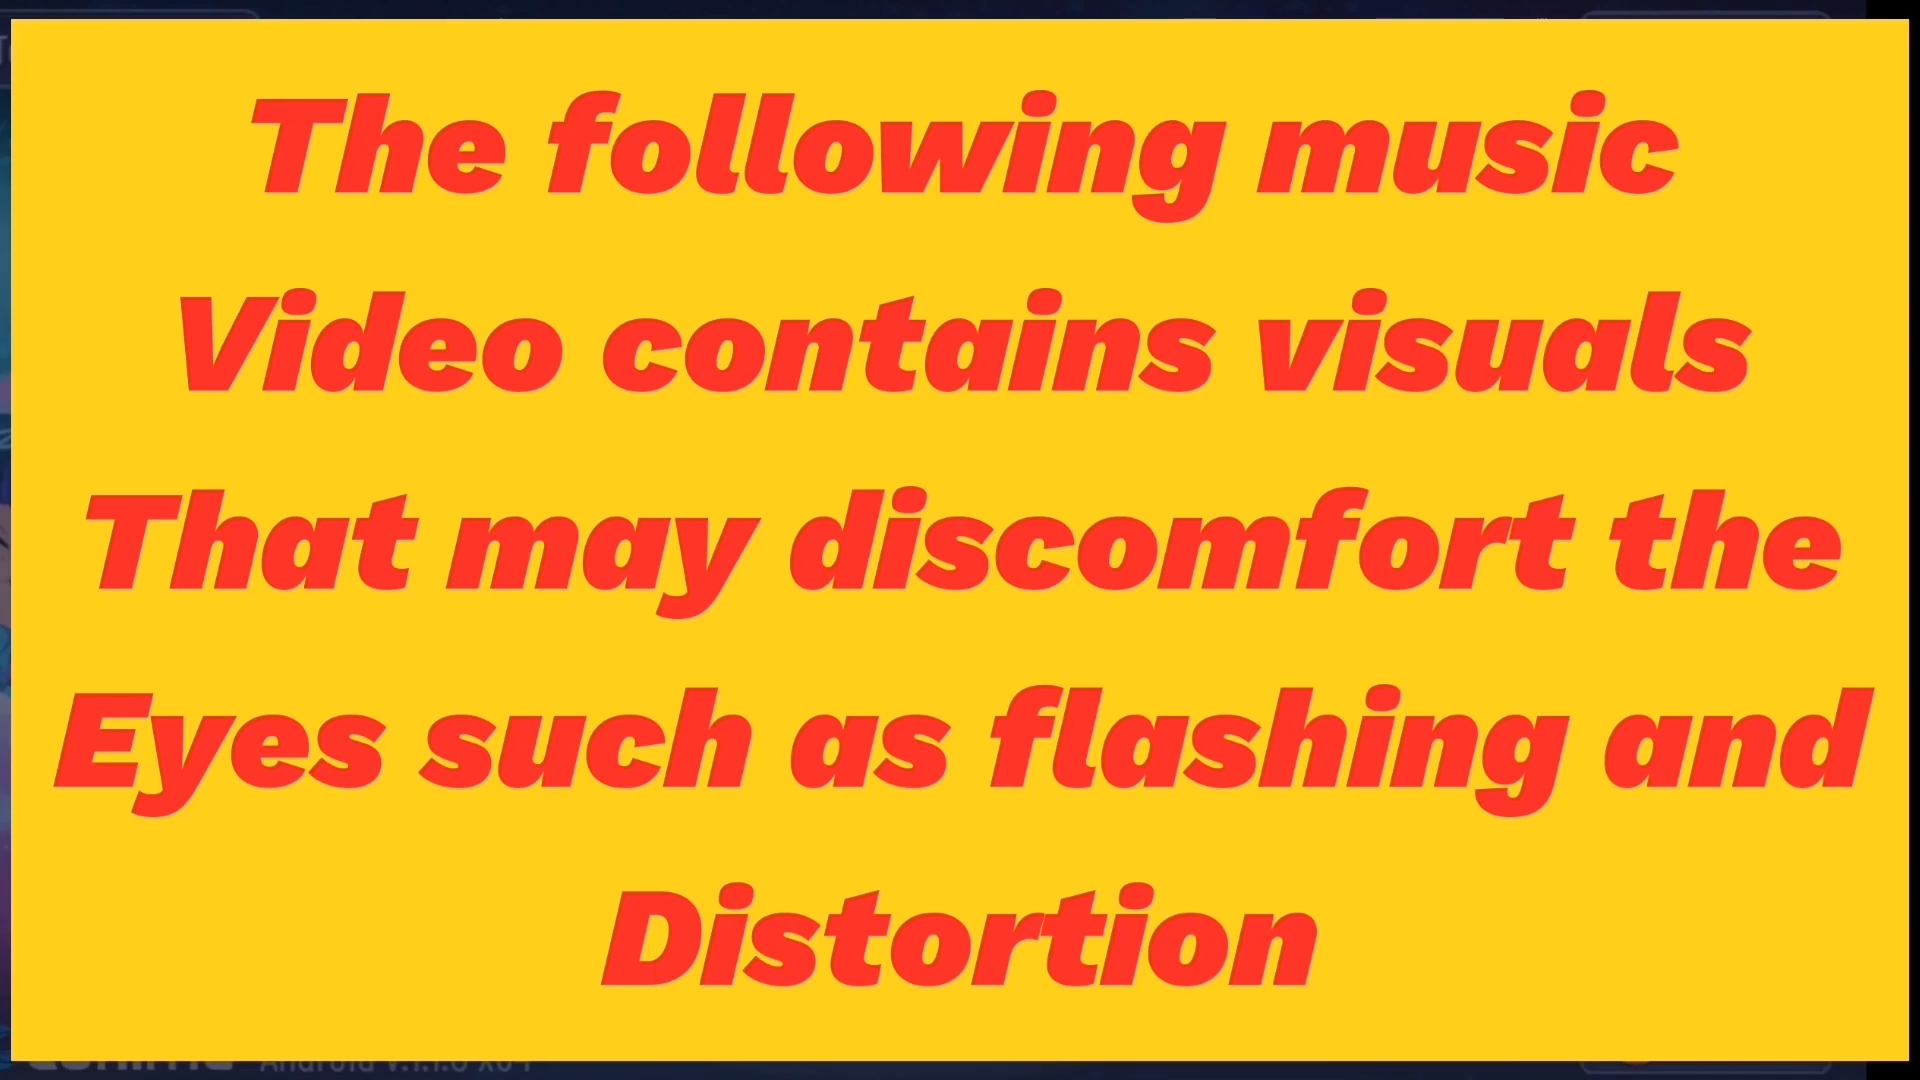 The following music
Video contains visuals
That may discomfort the
Eyes such as flashing and
Distortion